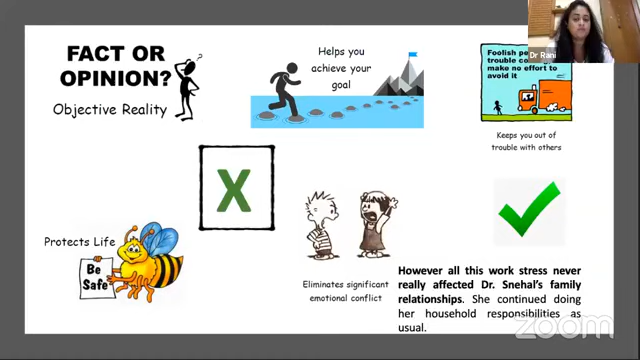 FACT OR
OPINION?
?
Objective Reality
Helps you
achieve your
goal
Foolish
trouble
make no effort to
avoid it
Dr Rani
Keeps you out of
trouble with others
X
Protects Life
Be
Safe
Eliminates significant
emotional conflict
However all this work stress never
really affected Dr. Snehal's family
relationships. She continued doing
her household responsibilities as
usual.
zoom